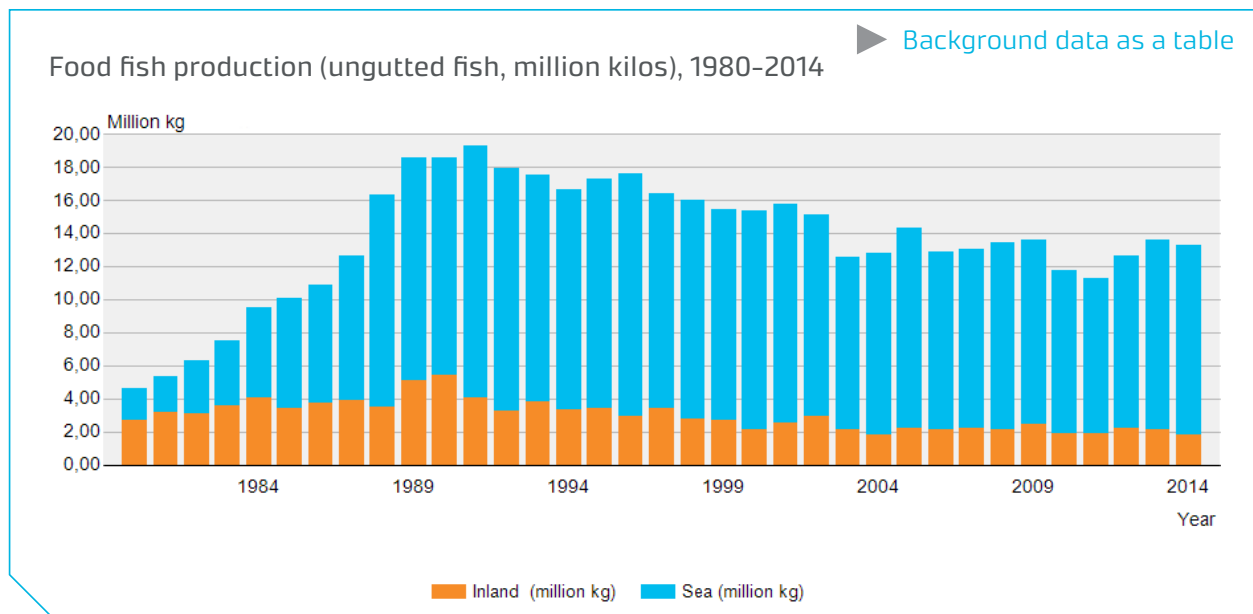 Background data as a table
Food fish production (ungutted fish, million kilos), 1980-2014
Million kg
20,00
18,00
16,00
14,00
12,00
10,00
8,00
6,00
4,00
2,00
0,00
1984 1989 1994 1999 2004 2009 2014
Year
Inland (million kg) Sea (million kg)